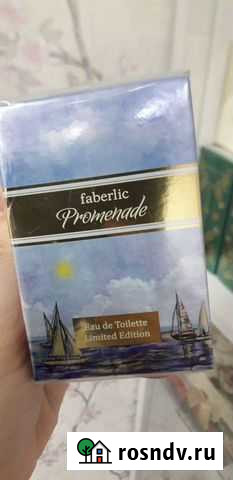 faberlic
Promenade
Eau de Toilette
Limited Edition
rosndv.ru